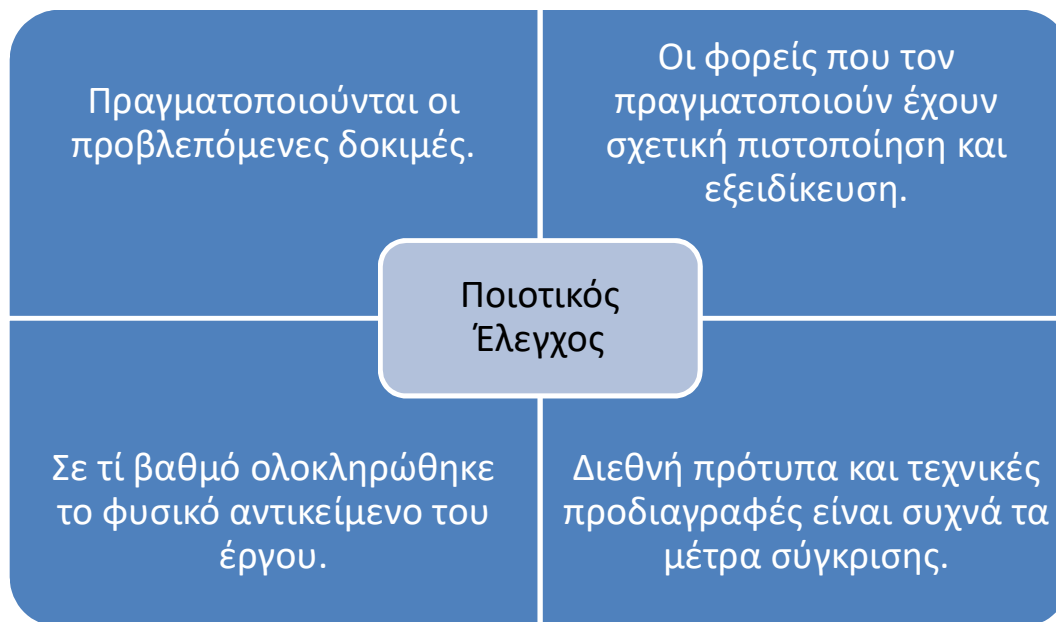 Πραγματοποιούνται οι
προβλεπόμενες δοκιμές.
Οι φορείς που τον
πραγματοποιούν έχουν
σχετική πιστοποίηση και
εξειδίκευση.
Ποιοτικός
Έλεγχος
Σε τί βαθμό ολοκληρώθηκε
το φυσικό αντικείμενο του
έργου.
Διεθνή πρότυπα και τεχνικές
προδιαγραφές είναι συχνά τα
μέτρα σύγκρισης.